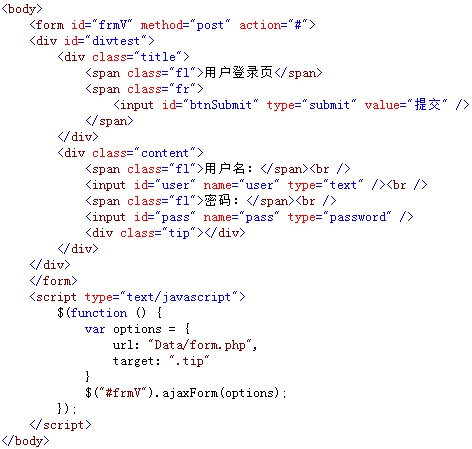 <body>
<form id="frmV" method="post" action="#">
<div id="divtest">
<div class="title">
<span class="fl">用户登录页</span>
<span class="fr">
<input id="btnSubmit" type="submit" value="提交" />
</span>
</div>
<div class="content">
<span class="fl">用户名：</span><br />
<input id="user" name="user" type="text" /><br />
<span class="fl">密码：</span><br />
<input id="pass" name="pass" type="password" />
<div class="tip"></div>
</div>
</div>
</form>
<script type="text/javascript">
$(function () {
var options = {
url: "Data/form.php",
target: ".tip"
}
$("#frmV").ajaxForm(options);
});
</script>
</body>